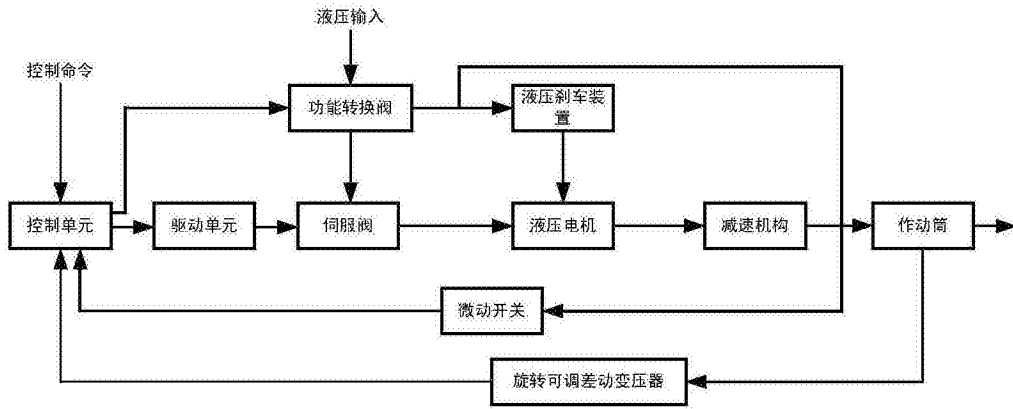 液压输入
控制命令
功能转换阀
液压刹车装
置
控制单元
驱动单元
伺服阀
液压电机
减速机构
作动筒
微动开关
旋转可调差动变压器